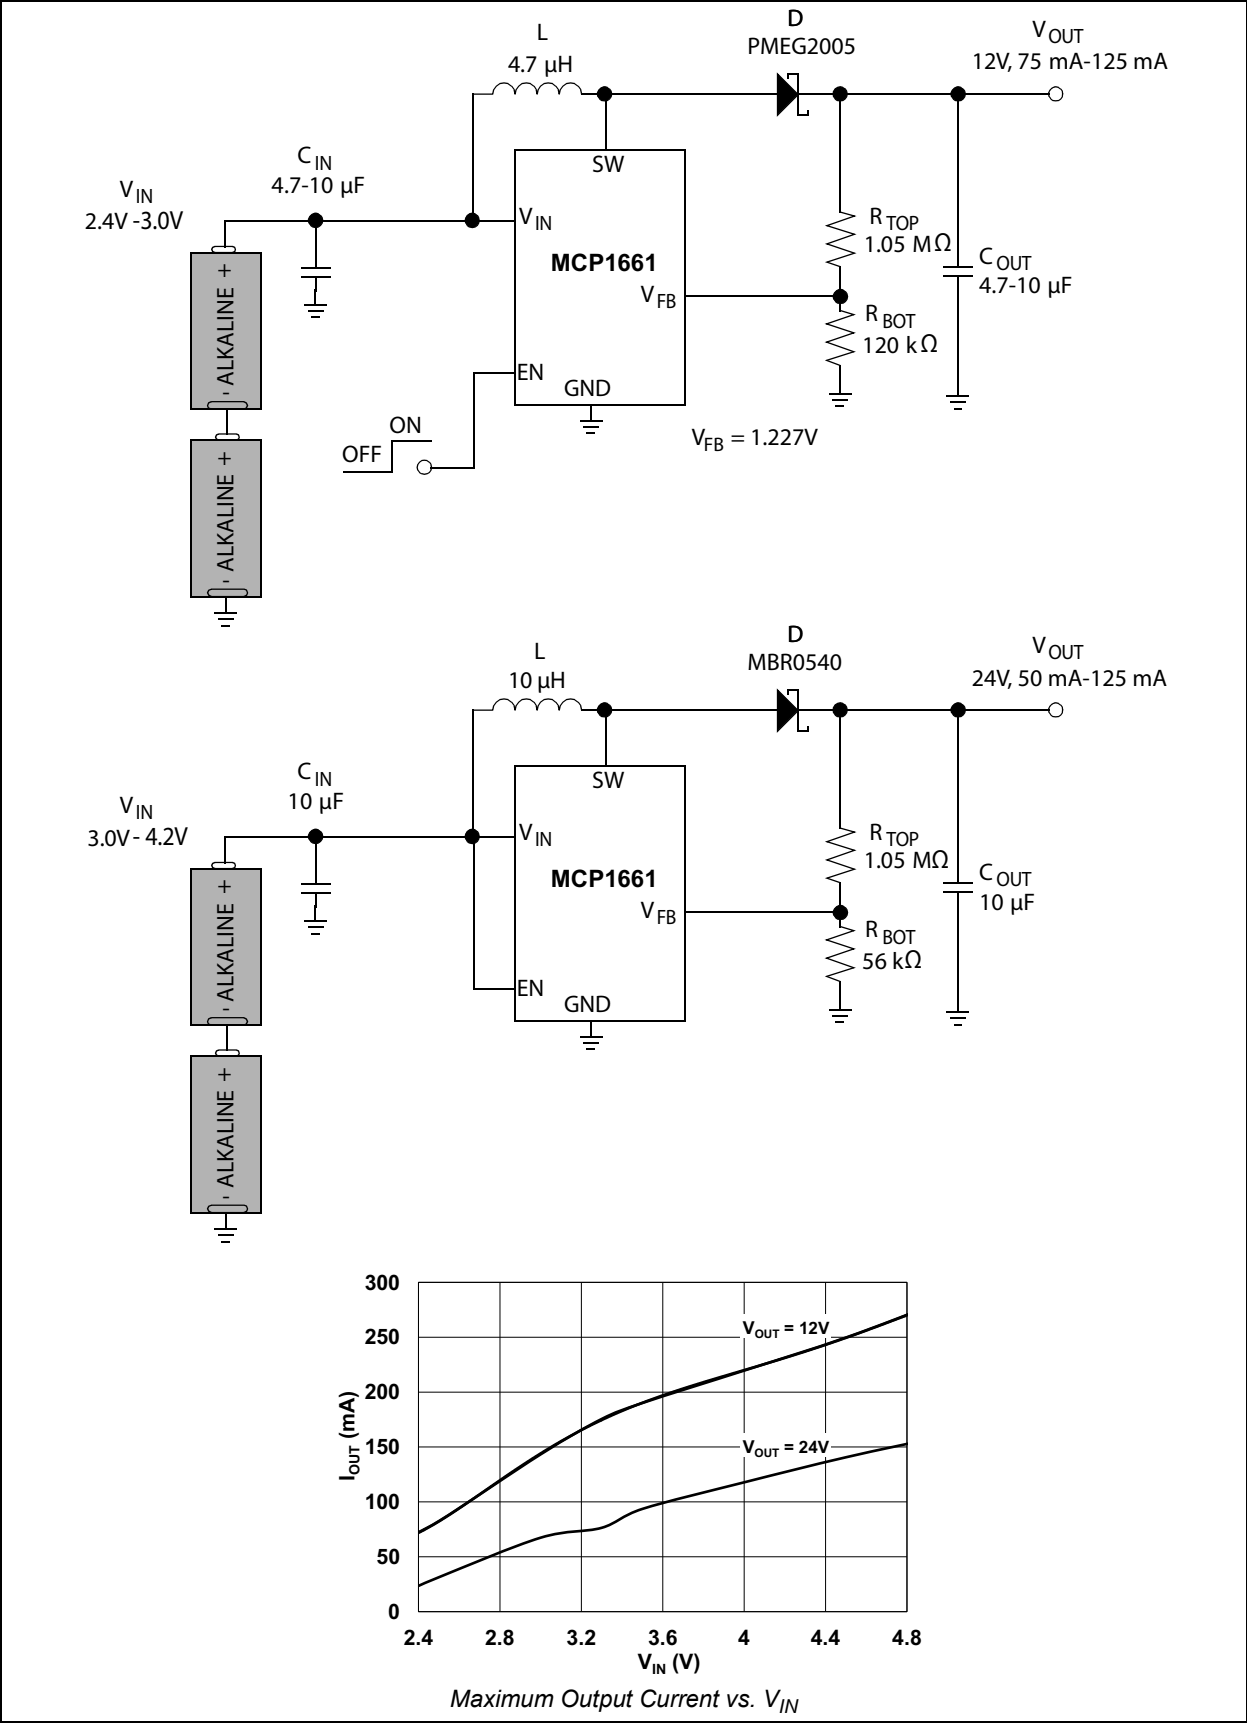 D
PMEG2005
L
4.7 µH
VOUT
12V, 75 mA-125 mA
CIN
4.7-10 µF
VIN
2.4V -3.0V
SW
VIN
MCP1661
VFB
EN
GND
RTOP
1.05 MΩ
COUT
4.7-10 µF
RBOT
120 kΩ
- ALKALINE +
- ALKALINE +
ON
OFF
VFB = 1.227V
D
MBR0540
L
10 µH
VOUT
24V, 50 mA-125 mA
CIN
10 µF
VIN
3.0V - 4.2V
SW
VIN
MCP1661
VFB
EN
GND
RTOP
1.05 MΩ
COUT
10 µF
RBOT
56 kΩ
- ALKALINE +
- ALKALINE +
300
250
200
150
100
50
0
IOUT (mA)
VOUT = 12V
VOUT = 24V
2.4 2.8 3.2 3.6 4 4.4 4.8
VIN (V)
Maximum Output Current vs. VIN